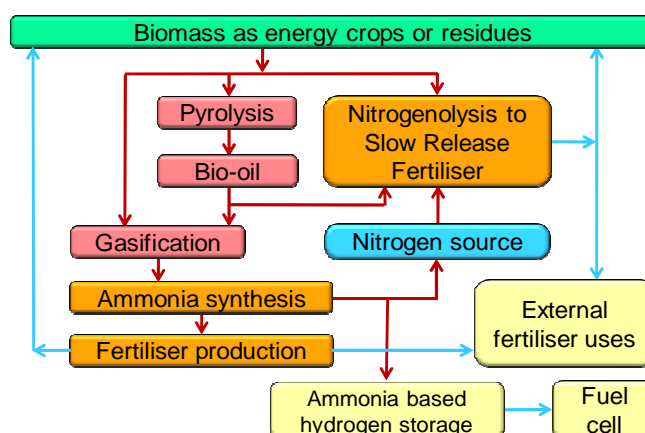 Biomass as energy crops or residues
Pyrolysis
Nitrogenolysis to
Slow Release
Fertiliser
Bio-oil
Gasification
Nitrogen source
Ammonia synthesis
External
fertiliser uses
Fertiliser production
Ammonia based
hydrogen storage
Fuel
cell